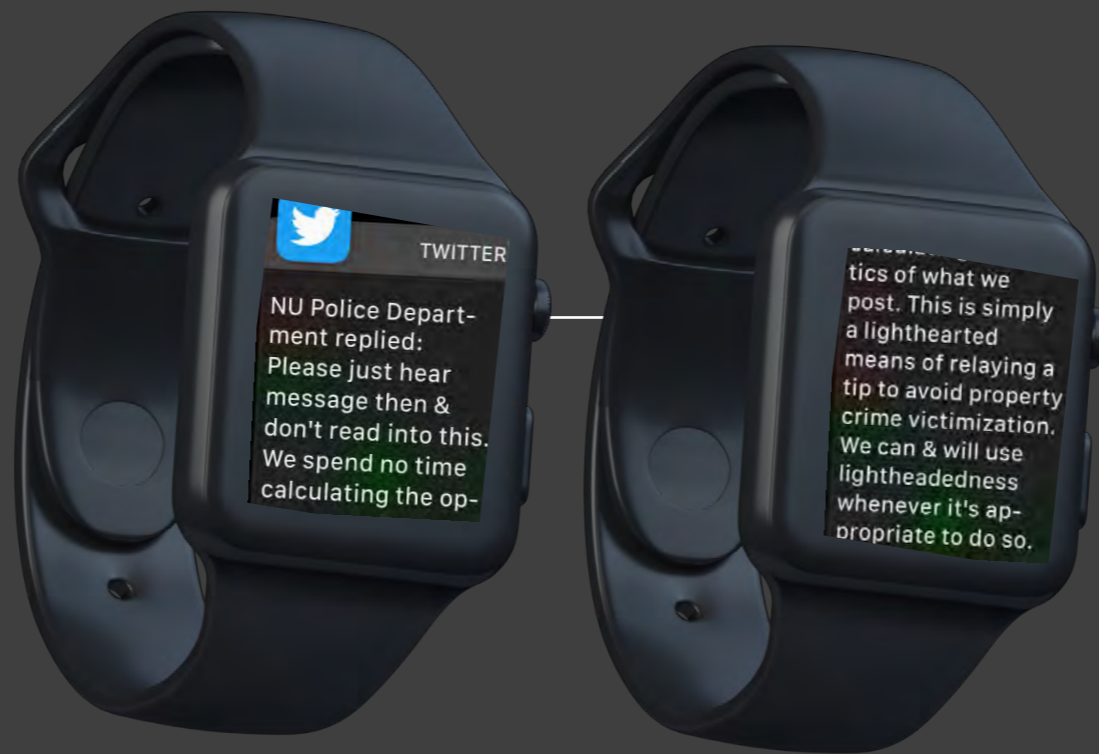 TWITTER
NU Police Depart-
ment replied:
Please just hear
message then &
don't read into this.
We spend no time
calculating the op-
tics of what we
post. This is simply
a lighthearted
means of relaying a
tip to avoid property
crime victimization.
We can & will use
lightheadedness
whenever it's ap-
propriate to do so.